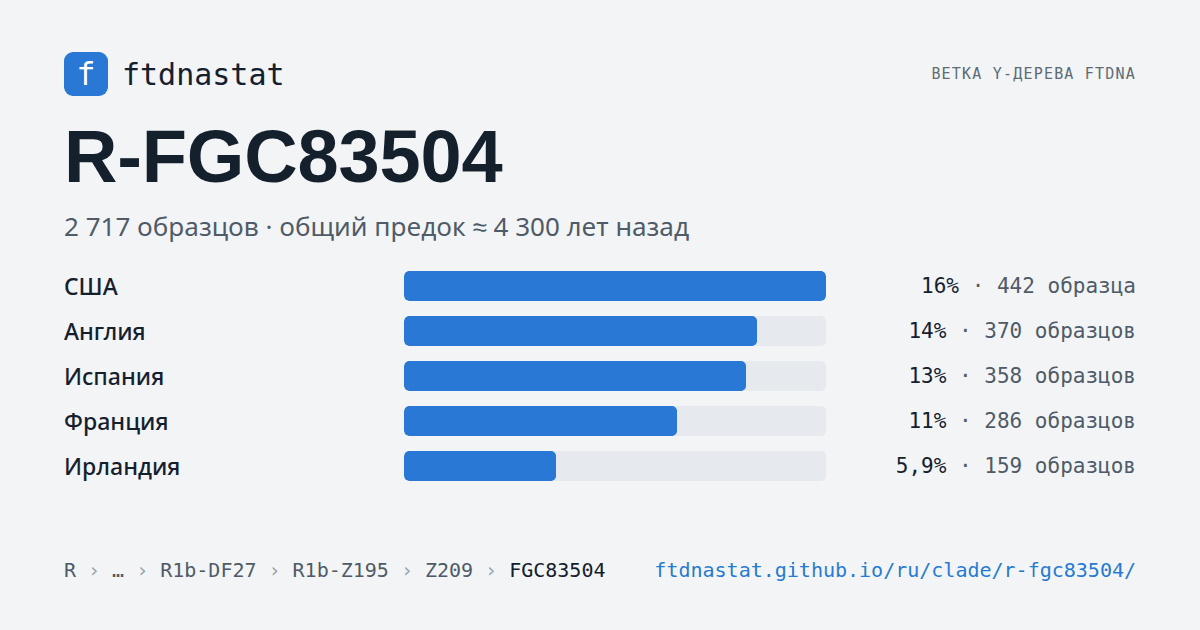 f ftdnastat
ВЕТКА Y-ДЕРЕВА FTDNA
R-FGC83504
2 717 образцов · общий предок ≈ 4 300 лет назад
США 16% · 442 образца
Англия 14% · 370 образцов
Испания 13% · 358 образцов
Франция 11% · 286 образцов
Ирландия 5,9% · 159 образцов
R › … › R1b-DF27 › R1b-Z195 › Z209 › FGC83504 ftdnastat.github.io/ru/clade/r-fgc83504/